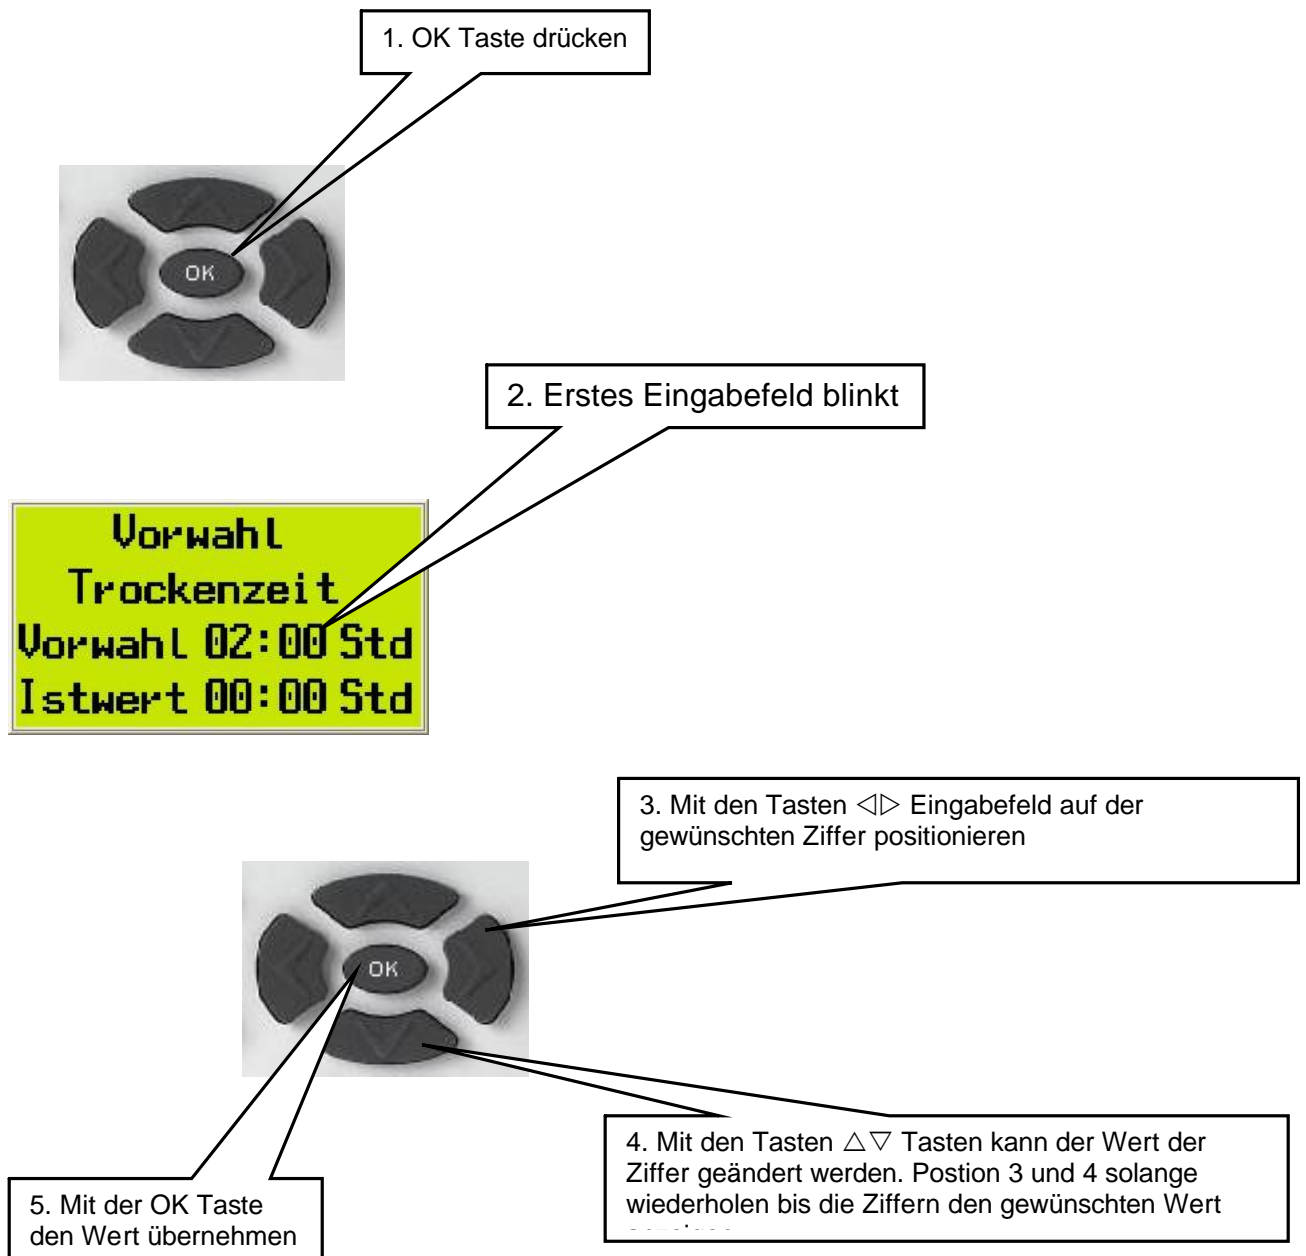 1. OK Taste drücken
OK
2. Erstes Eingabefeld blinkt
Vorwahl
Trockenzeit
Vorwahl 02:00 Std
Istwert 00:00 Std
3. Mit den Tasten ◁▷ Eingabefeld auf der
gewünschten Ziffer positionieren
OK
4. Mit den Tasten △▽ Tasten kann der Wert der
Ziffer geändert werden. Postion 3 und 4 solange
wiederholen bis die Ziffern den gewünschten Wert
5. Mit der OK Taste
den Wert übernehmen